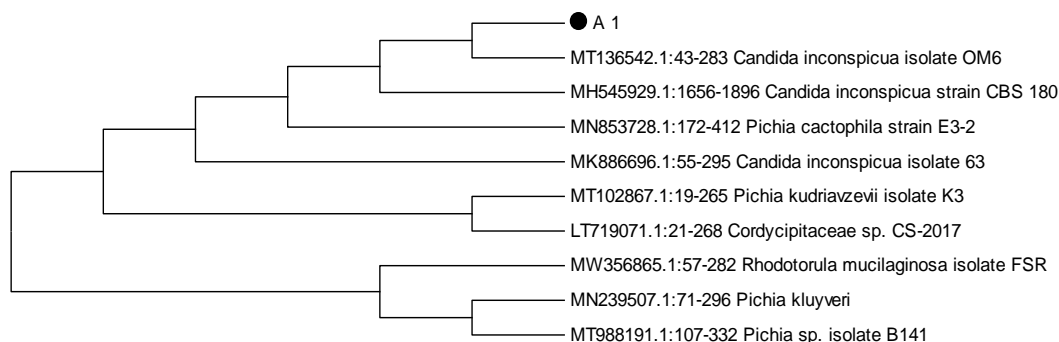 A 1
MT136542.1:43-283 Candida inconspicua isolate OM6
MH545929.1:1656-1896 Candida inconspicua strain CBS 180
MN853728.1:172-412 Pichia cactophila strain E3-2
MK886696.1:55-295 Candida inconspicua isolate 63
MT102867.1:19-265 Pichia kudriavzevii isolate K3
LT719071.1:21-268 Cordycipitaceae sp. CS-2017
MW356865.1:57-282 Rhodotorula mucilaginosa isolate FSR
MN239507.1:71-296 Pichia kluyveri
MT988191.1:107-332 Pichia sp. isolate B141